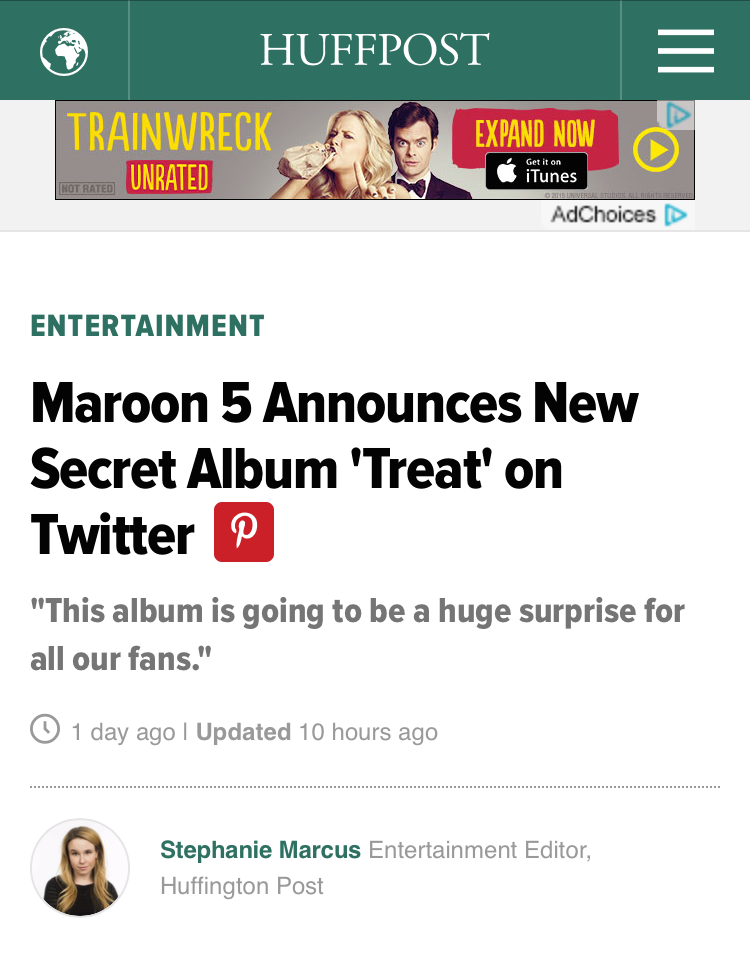 HUFFPOST
TRAINWRECK
UNRATED
NOT RATED
EXPAND NOW
Get it on
iTunes
© 2015 UNIVERSAL STUDIOS. ALL RIGHTS RESERVED.
AdChoices
ENTERTAINMENT
Maroon 5 Announces New
Secret Album 'Treat' on
Twitter
"This album is going to be a huge surprise for
all our fans."
1 day ago | Updated 10 hours ago
Stephanie Marcus Entertainment Editor,
Huffington Post